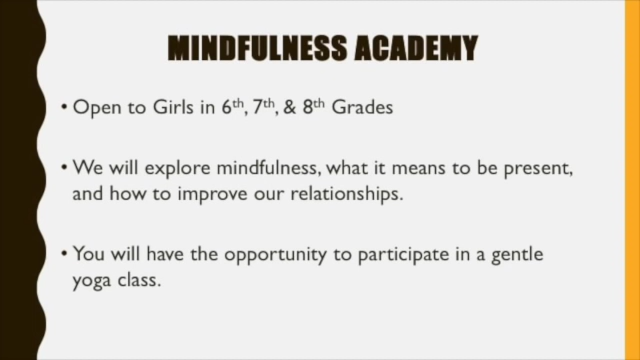 MINDFULNESS ACADEMY
• Open to Girls in 6th, 7th, & 8th Grades
• We will explore mindfulness, what it means to be present,
and how to improve our relationships.
• You will have the opportunity to participate in a gentle
yoga class.